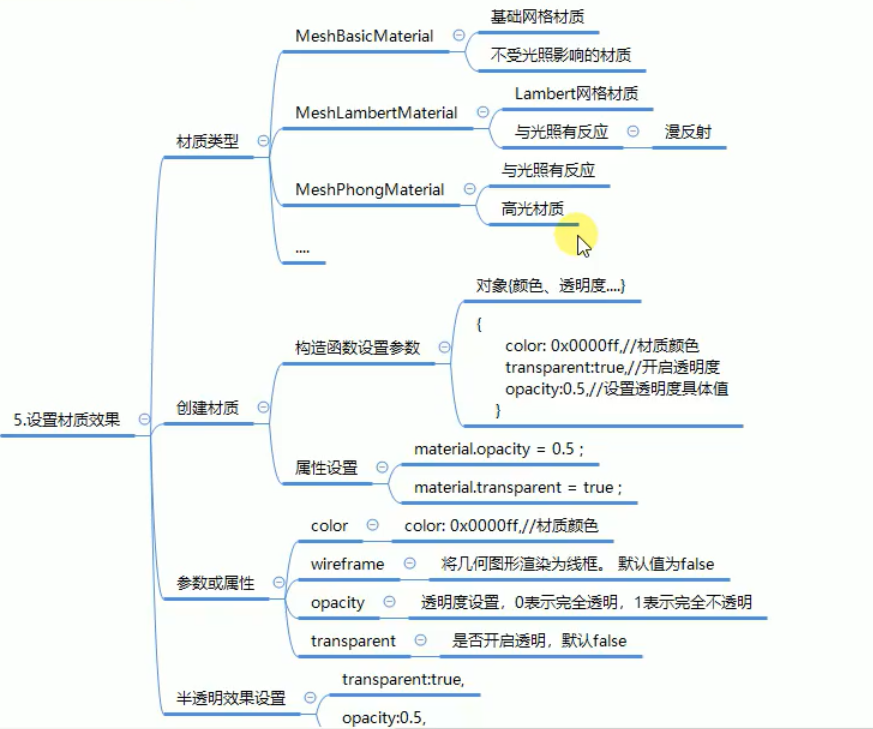 5.设置材质效果
材质类型
MeshBasicMaterial
基础网格材质
不受光照影响的材质
MeshLambertMaterial
Lambert网格材质
与光照有反应
漫反射
MeshPhongMaterial
与光照有反应
高光材质
....
创建材质
构造函数设置参数
对象{颜色、透明度....}
{
color: 0x0000ff,//材质颜色
transparent:true,//开启透明度
opacity:0.5,//设置透明度具体值
}
属性设置
material.opacity = 0.5 ;
material.transparent = true ;
参数或属性
color
color: 0x0000ff,//材质颜色
wireframe
将几何图形渲染为线框。 默认值为false
opacity
透明度设置，0表示完全透明，1表示完全不透明
transparent
是否开启透明，默认false
半透明效果设置
transparent:true,
opacity:0.5,